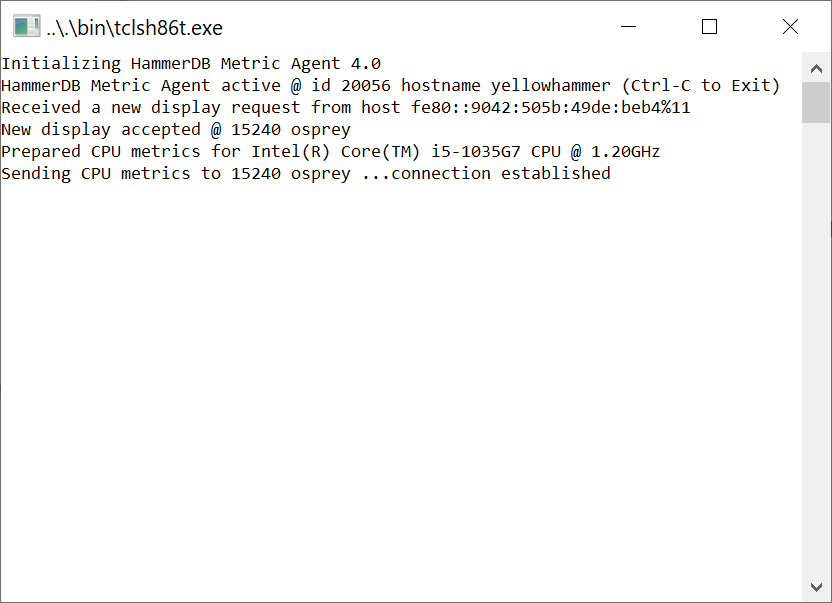 ..\.\bin\tclsh86t.exe
Initializing HammerDB Metric Agent 4.0
HammerDB Metric Agent active @ id 20056 hostname yellowhammer (Ctrl-C to Exit)
Received a new display request from host fe80::9042:505b:49de:beb4%11
New display accepted @ 15240 osprey
Prepared CPU metrics for Intel(R) Core(TM) i5-1035G7 CPU @ 1.20GHz
Sending CPU metrics to 15240 osprey ...connection established